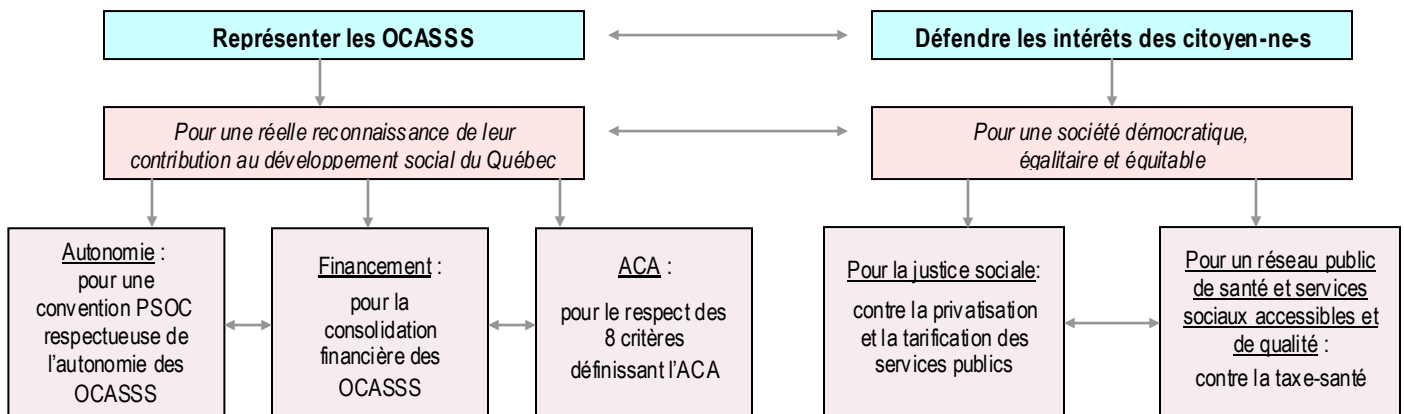 Représenter les OCASSS
Défendre les intérêts des citoyen-ne-s
Pour une réelle reconnaissance de leur
contribution au développement social du Québec
Pour une société démocratique,
égalitaire et équitable
Autonomie :
pour une
convention PSOC
respectueuse de
l'autonomie des
OCASSS
Financement :
pour la
consolidation
financière des
OCASSS
ACA :
pour le respect des
8 critères
définissant l'ACA
Pour la justice sociale:
contre la privatisation
et la tarification des
services publics
Pour un réseau public
de santé et services
sociaux accessibles et
de qualité :
contre la taxe-santé